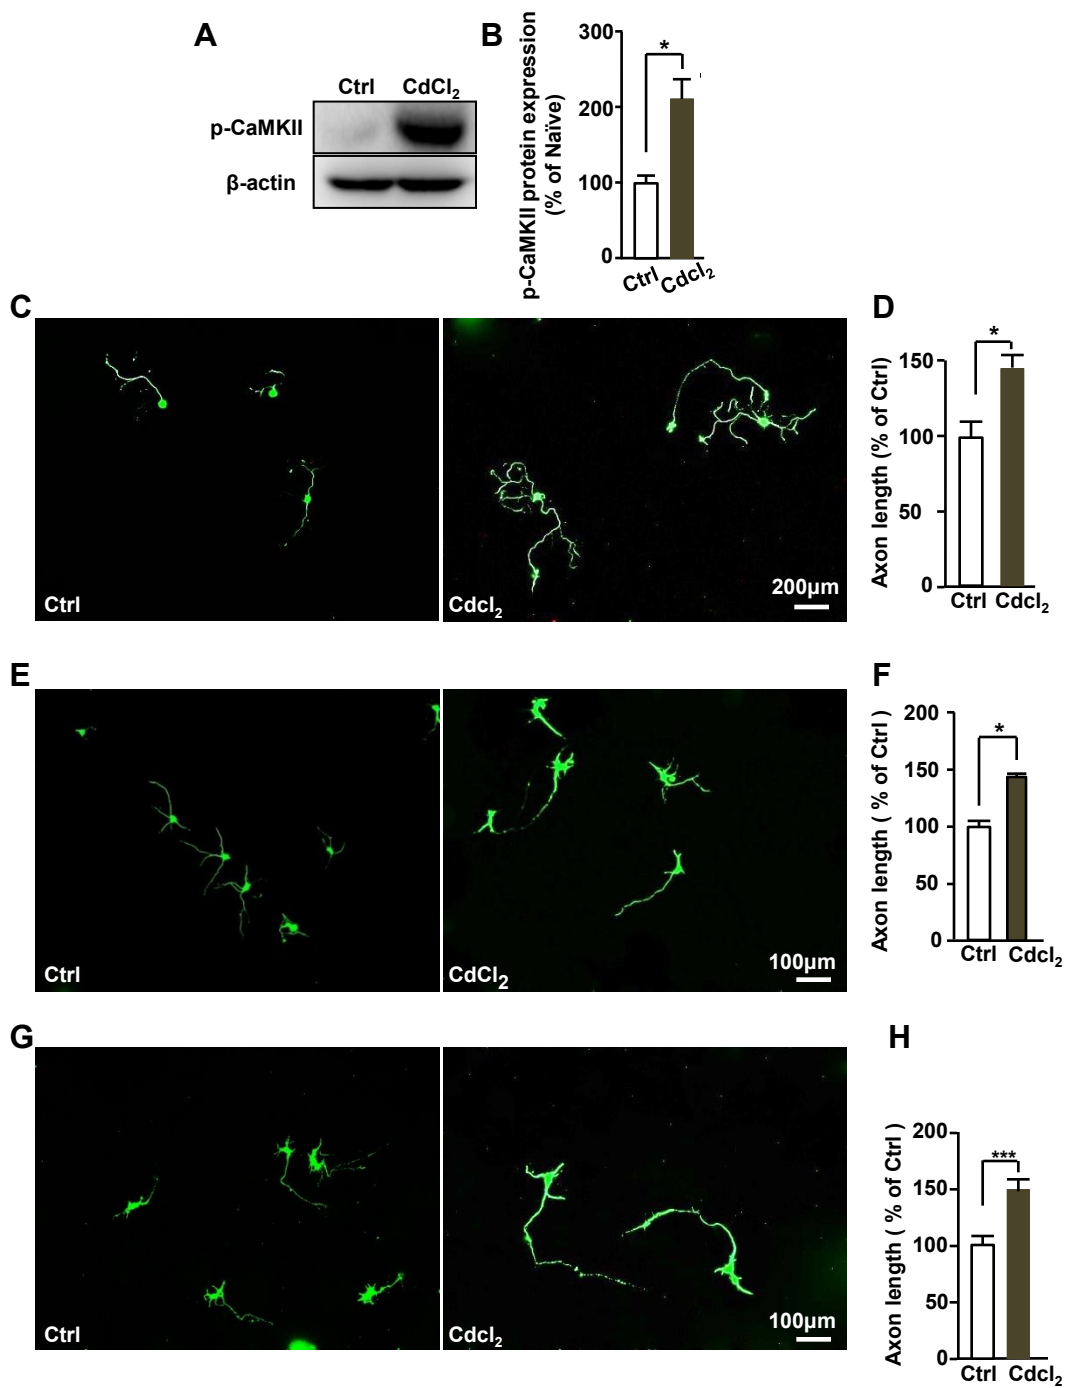 A
Ctrl CdCl₂
p-CaMKII
β-actin
B
p-CaMKII protein expression
(% of Naïve)
300
200
100
0
*
Ctrl
Cdcl₂
C
Ctrl
Cdcl₂
200μm
D
Axon length (% of Ctrl)
150
100
50
0
*
Ctrl Cdcl₂
E
Ctrl
CdCl₂
100μm
F
Axon length ( % of Ctrl )
200
150
100
50
0
*
Ctrl Cdcl₂
G
Ctrl
Cdcl₂
100μm
H
Axon length ( % of Ctrl )
200
150
100
50
0
***
Ctrl Cdcl₂